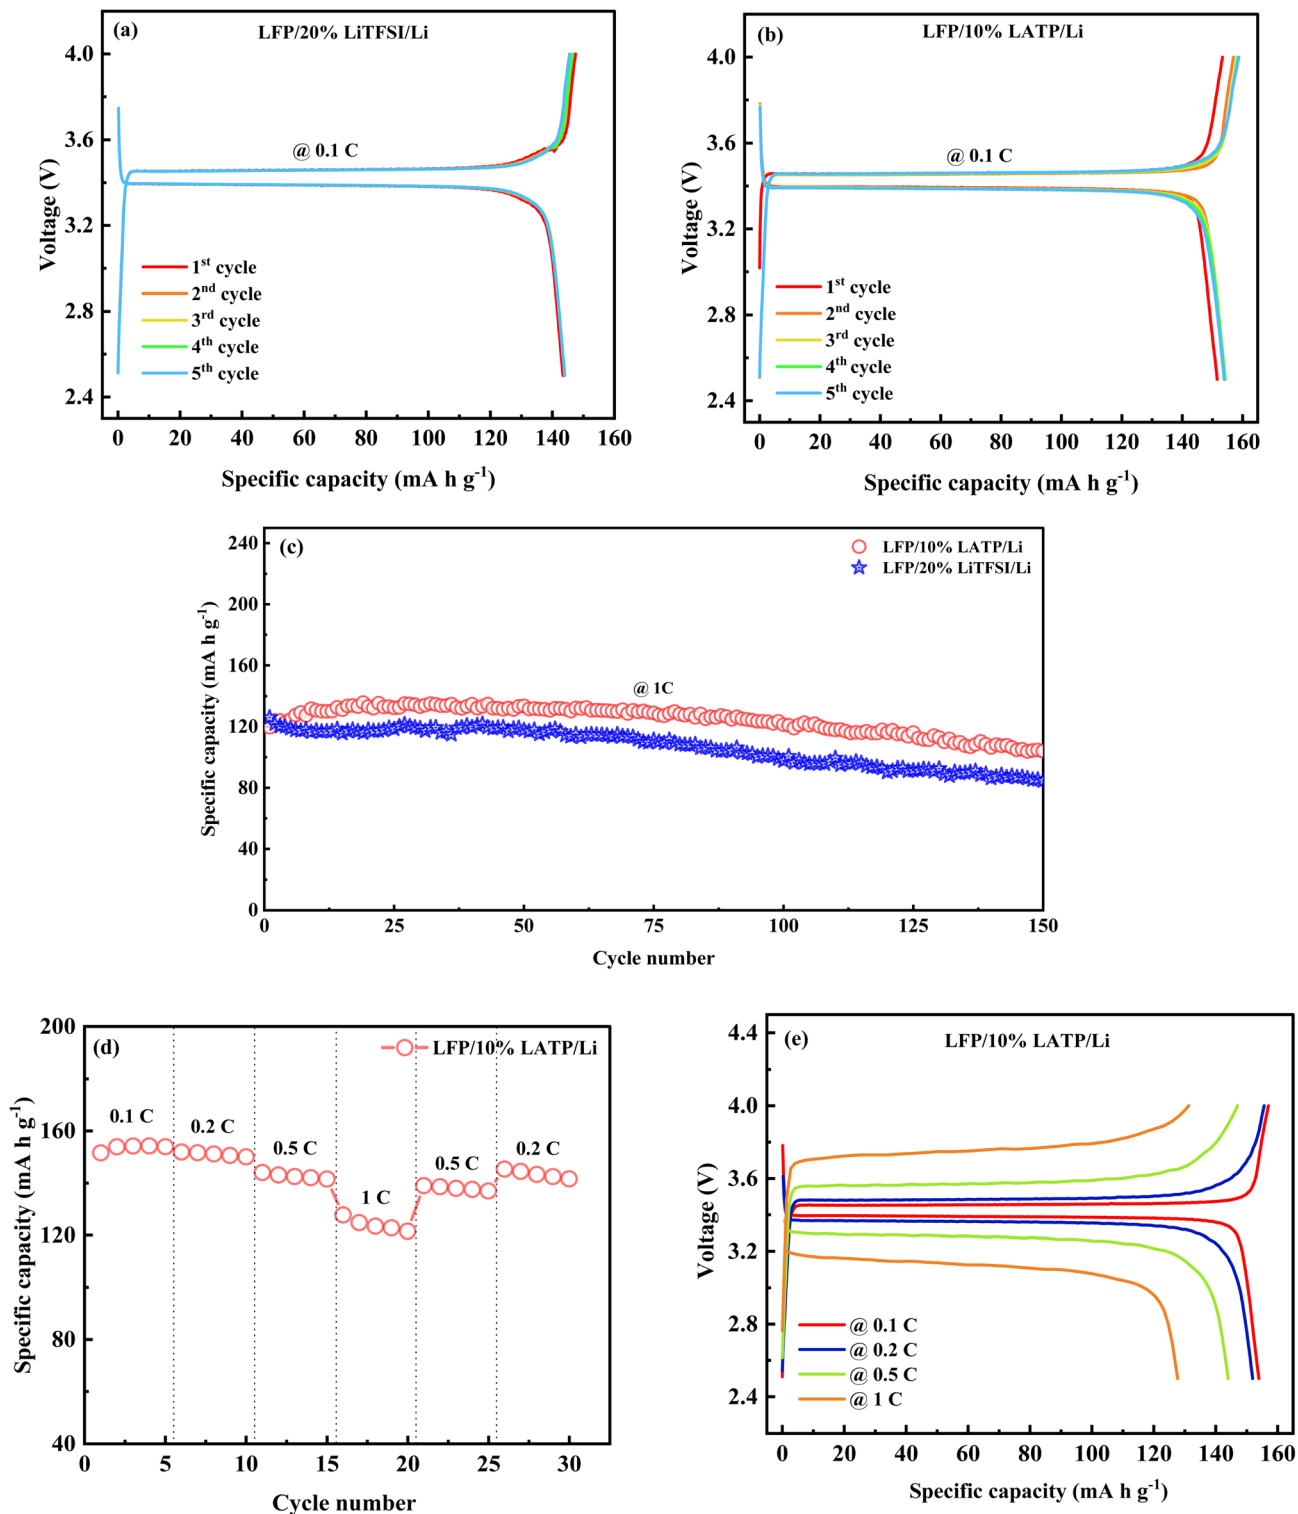 (a)
LFP/20% LiTFSI/Li
4.0
3.6
3.2
2.8
2.4
Voltage (V)
@ 0.1 C
1st cycle
2nd cycle
3rd cycle
4th cycle
5th cycle
0 20 40 60 80 100 120 140 160
Specific capacity (mA h g-1)
(b)
LFP/10% LATP/Li
4.0
3.6
3.2
2.8
2.4
Voltage (V)
@ 0.1 C
1st cycle
2nd cycle
3rd cycle
4th cycle
5th cycle
0 20 40 60 80 100 120 140 160
Specific capacity (mA h g-1)
(c)
LFP/10% LATP/Li
LFP/20% LiTFSI/Li
240
200
160
120
80
40
0
Specific capacity (mA h g-1)
@ 1C
0 25 50 75 100 125 150
Cycle number
(d)
LFP/10% LATP/Li
200
160
120
80
40
Specific capacity (mA h g-1)
0.1 C
0.2 C
0.5 C
1 C
0.5 C
0.2 C
0 5 10 15 20 25 30
Cycle number
(e)
LFP/10% LATP/Li
4.4
4.0
3.6
3.2
2.8
2.4
Voltage (V)
@ 0.1 C
@ 0.2 C
@ 0.5 C
@ 1 C
0 20 40 60 80 100 120 140 160
Specific capacity (mA h g-1)